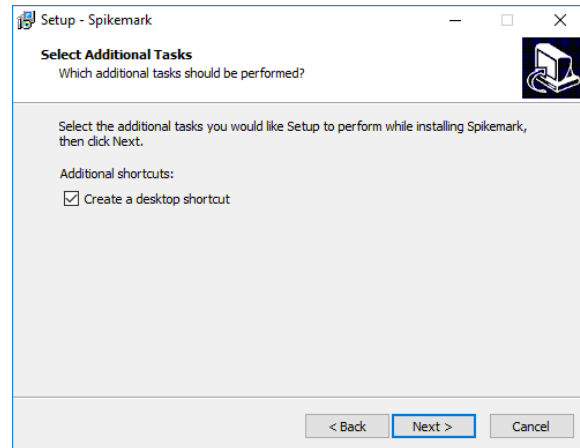 Setup - Spikemark
Select Additional Tasks
Which additional tasks should be performed?
Select the additional tasks you would like Setup to perform while installing Spikemark,
then click Next.
Additional shortcuts:
Create a desktop shortcut
< Back Next > Cancel